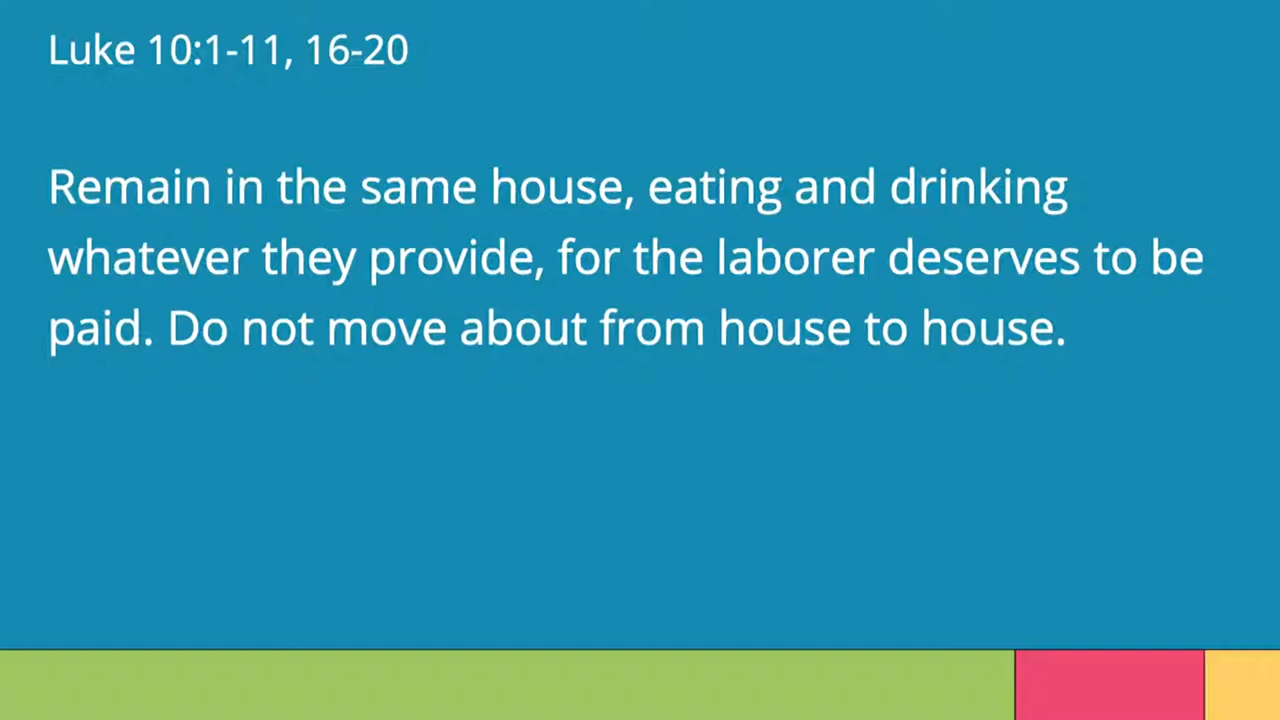 Luke 10:1-11, 16-20
Remain in the same house, eating and drinking
whatever they provide, for the laborer deserves to be
paid. Do not move about from house to house.